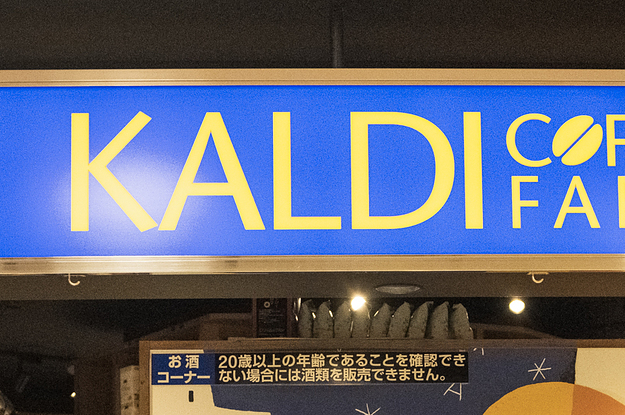 KALDI
COF
FAR
お酒
コーナー
20歳以上の年齢であることを確認でき
ない場合には酒類を販売できません。